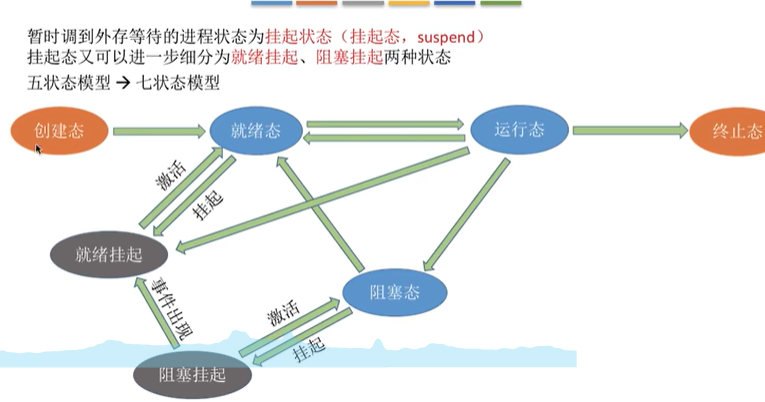 暂时调到外存等待的进程状态为挂起状态（挂起态，suspend）
挂起态又可以进一步细分为就绪挂起、阻塞挂起两种状态
五状态模型→七状态模型
创建态
就绪态
运行态
终止态
激活
挂起
就绪挂起
事件出现
阻塞态
激活
挂起
阻塞挂起